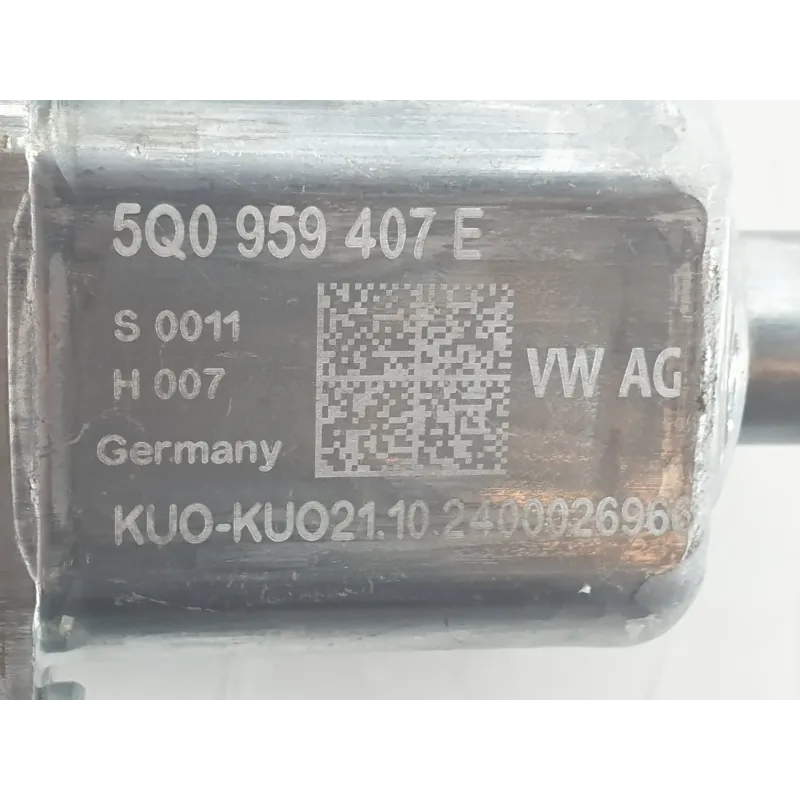 5Q0 959 407 E
S 0011
H 007
VW AG
Germany
KUO-KUO21.10.2400026966